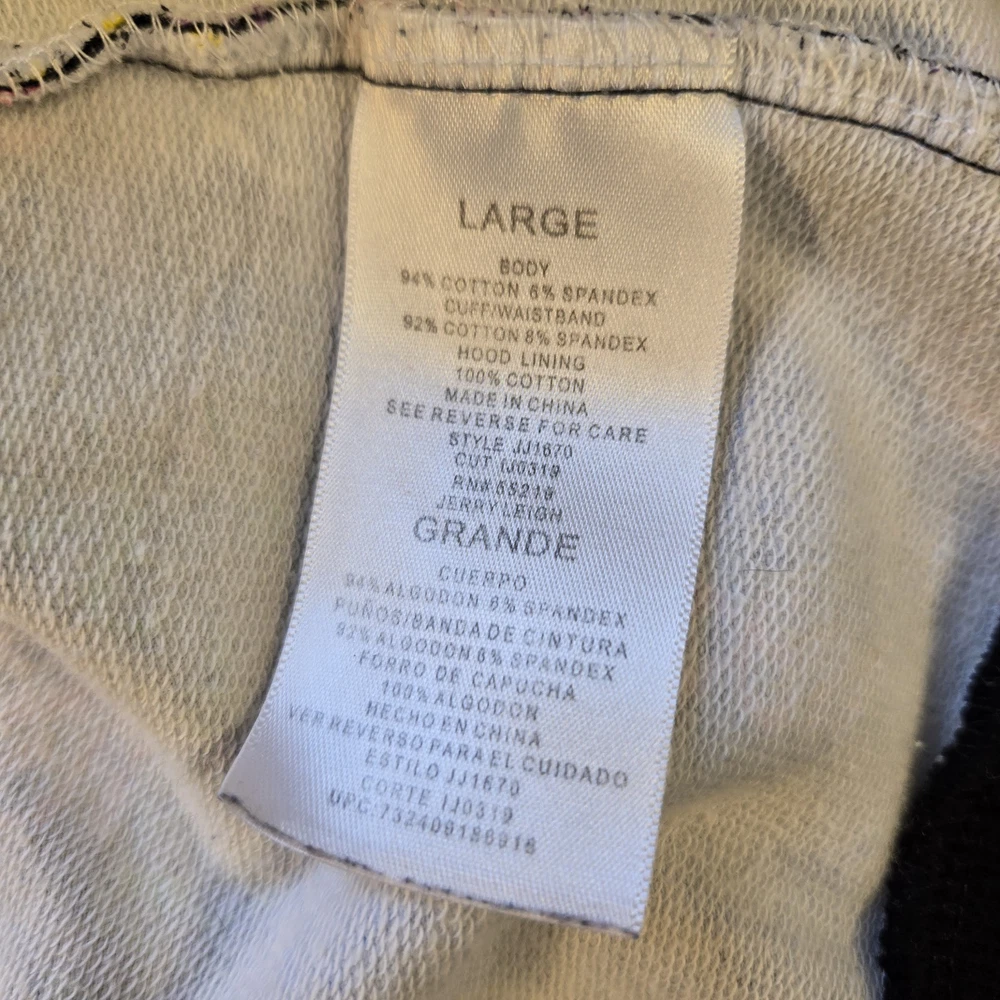 LARGE
BODY
94% COTTON 6% SPANDEX
CUFF/WAISTBAND
92% COTTON 8% SPANDEX
HOOD LINING
100% COTTON
MADE IN CHINA
SEE REVERSE FOR CARE
STYLE JJ1670
CUT IJ0319
RN# 55219
JERRY LEIGH
GRANDE
CUERPO
94% ALGODON 6% SPANDEX
PUÑOS/BANDA DE CINTURA
92% ALGODON 6% SPANDEX
FORRO DE CAPUCHA
100% ALGODON
HECHO EN CHINA
VER REVERSO PARA EL CUIDADO
ESTILO JJ1670
CORTE IJ0319
UPC 732409186916